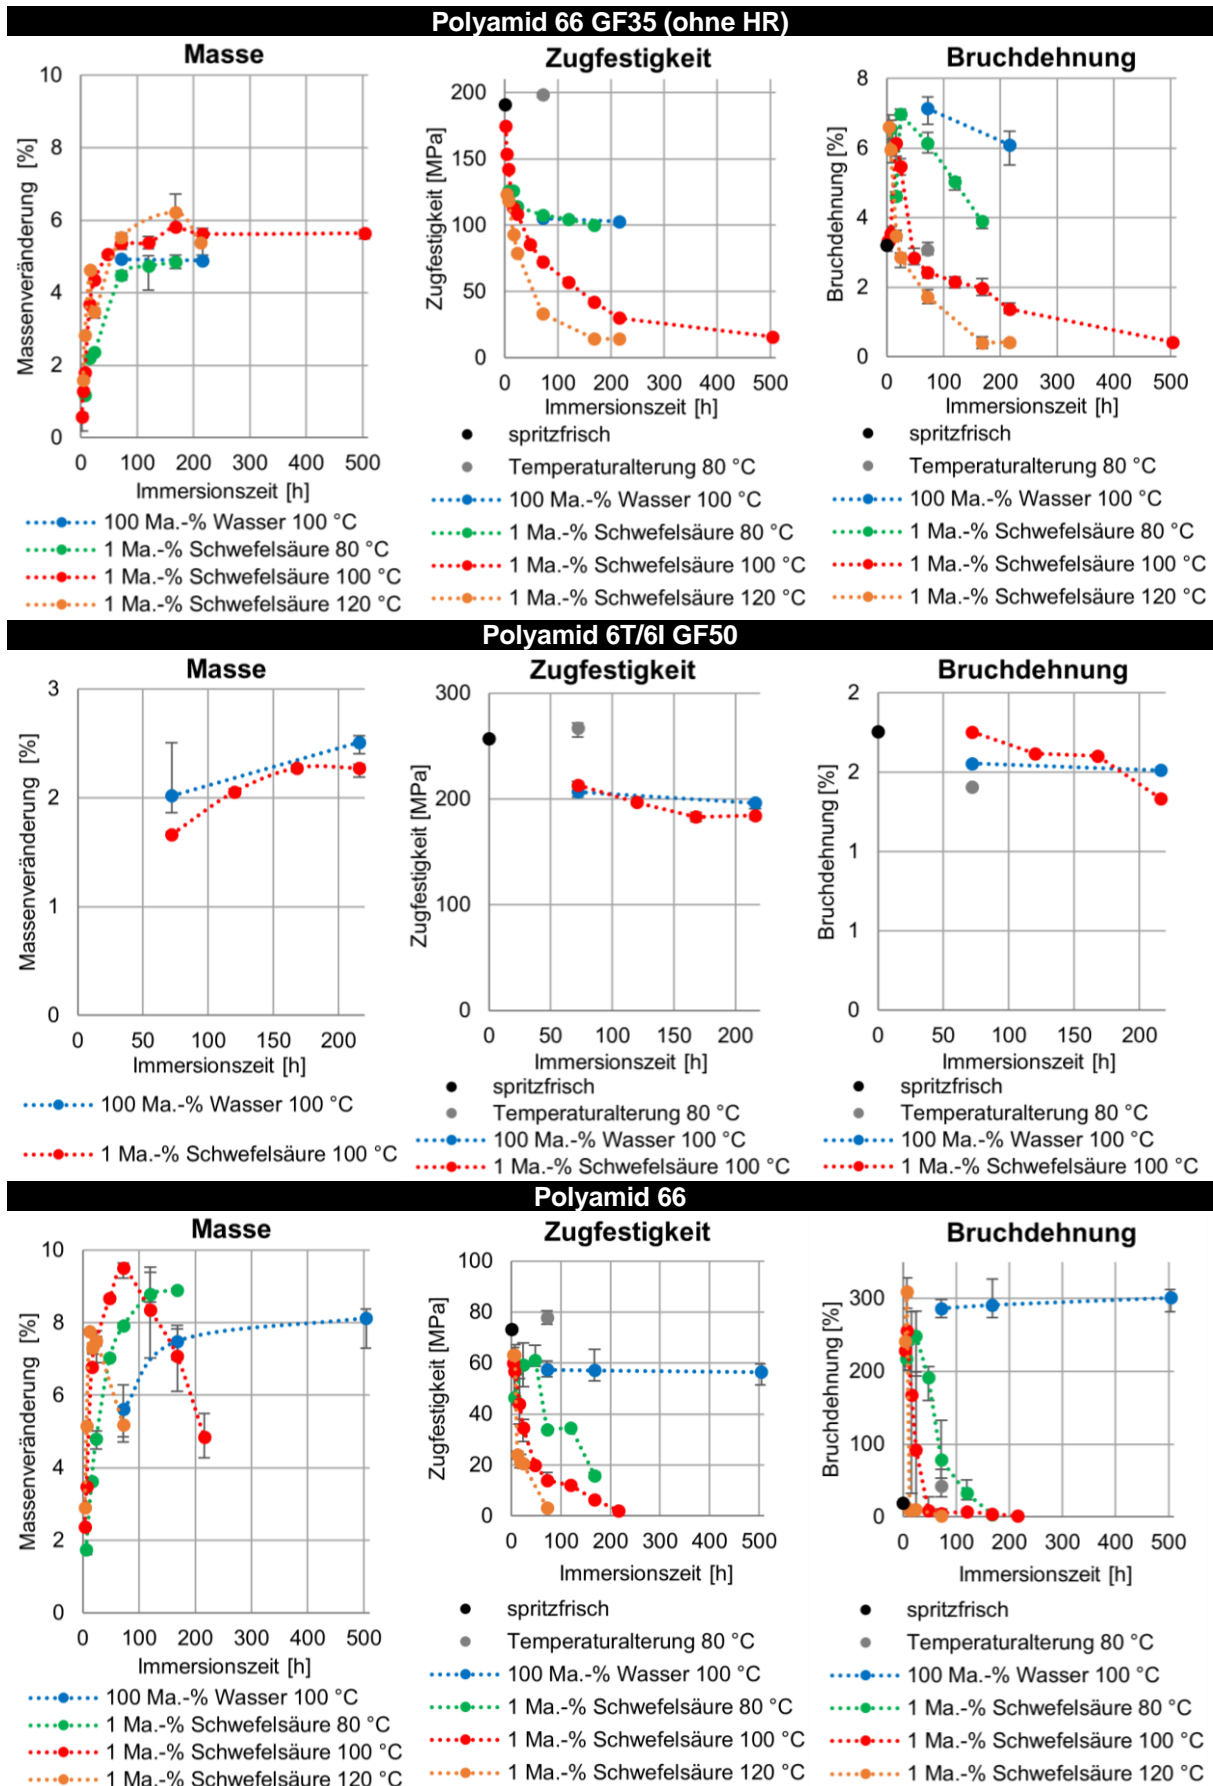 Polyamid 66 GF35 (ohne HR)
Masse
Massenveränderung [%]
10
8
6
4
2
0
0 100 200 300 400 500
Immersionszeit [h]
100 Ma.-% Wasser 100 °C
1 Ma.-% Schwefelsäure 80 °C
1 Ma.-% Schwefelsäure 100 °C
1 Ma.-% Schwefelsäure 120 °C
Zugfestigkeit
Zugfestigkeit [MPa]
200
150
100
50
0
0 100 200 300 400 500
Immersionszeit [h]
spritzfrisch
Temperaturalterung 80 °C
100 Ma.-% Wasser 100 °C
1 Ma.-% Schwefelsäure 80 °C
1 Ma.-% Schwefelsäure 100 °C
1 Ma.-% Schwefelsäure 120 °C
Bruchdehnung
Bruchdehnung [%]
8
6
4
2
0
0 100 200 300 400 500
Immersionszeit [h]
spritzfrisch
Temperaturalterung 80 °C
100 Ma.-% Wasser 100 °C
1 Ma.-% Schwefelsäure 80 °C
1 Ma.-% Schwefelsäure 100 °C
1 Ma.-% Schwefelsäure 120 °C
Polyamid 6T/6I GF50
Masse
Massenveränderung [%]
3
2
1
0
0 50 100 150 200
Immersionszeit [h]
100 Ma.-% Wasser 100 °C
1 Ma.-% Schwefelsäure 100 °C
Zugfestigkeit
Zugfestigkeit [MPa]
300
200
100
0
0 50 100 150 200
Immersionszeit [h]
spritzfrisch
Temperaturalterung 80 °C
100 Ma.-% Wasser 100 °C
1 Ma.-% Schwefelsäure 100 °C
Bruchdehnung
Bruchdehnung [%]
2
2
1
1
0
0 50 100 150 200
Immersionszeit [h]
spritzfrisch
Temperaturalterung 80 °C
100 Ma.-% Wasser 100 °C
1 Ma.-% Schwefelsäure 100 °C
Polyamid 66
Masse
Massenveränderung [%]
10
8
6
4
2
0
0 100 200 300 400 500
Immersionszeit [h]
100 Ma.-% Wasser 100 °C
1 Ma.-% Schwefelsäure 80 °C
1 Ma.-% Schwefelsäure 100 °C
1 Ma.-% Schwefelsäure 120 °C
Zugfestigkeit
Zugfestigkeit [MPa]
100
80
60
40
20
0
0 100 200 300 400 500
Immersionszeit [h]
spritzfrisch
Temperaturalterung 80 °C
100 Ma.-% Wasser 100 °C
1 Ma.-% Schwefelsäure 80 °C
1 Ma.-% Schwefelsäure 100 °C
1 Ma.-% Schwefelsäure 120 °C
Bruchdehnung
Bruchdehnung [%]
300
200
100
0
0 100 200 300 400 500
Immersionszeit [h]
spritzfrisch
Temperaturalterung 80 °C
100 Ma.-% Wasser 100 °C
1 Ma.-% Schwefelsäure 80 °C
1 Ma.-% Schwefelsäure 100 °C
1 Ma.-% Schwefelsäure 120 °C